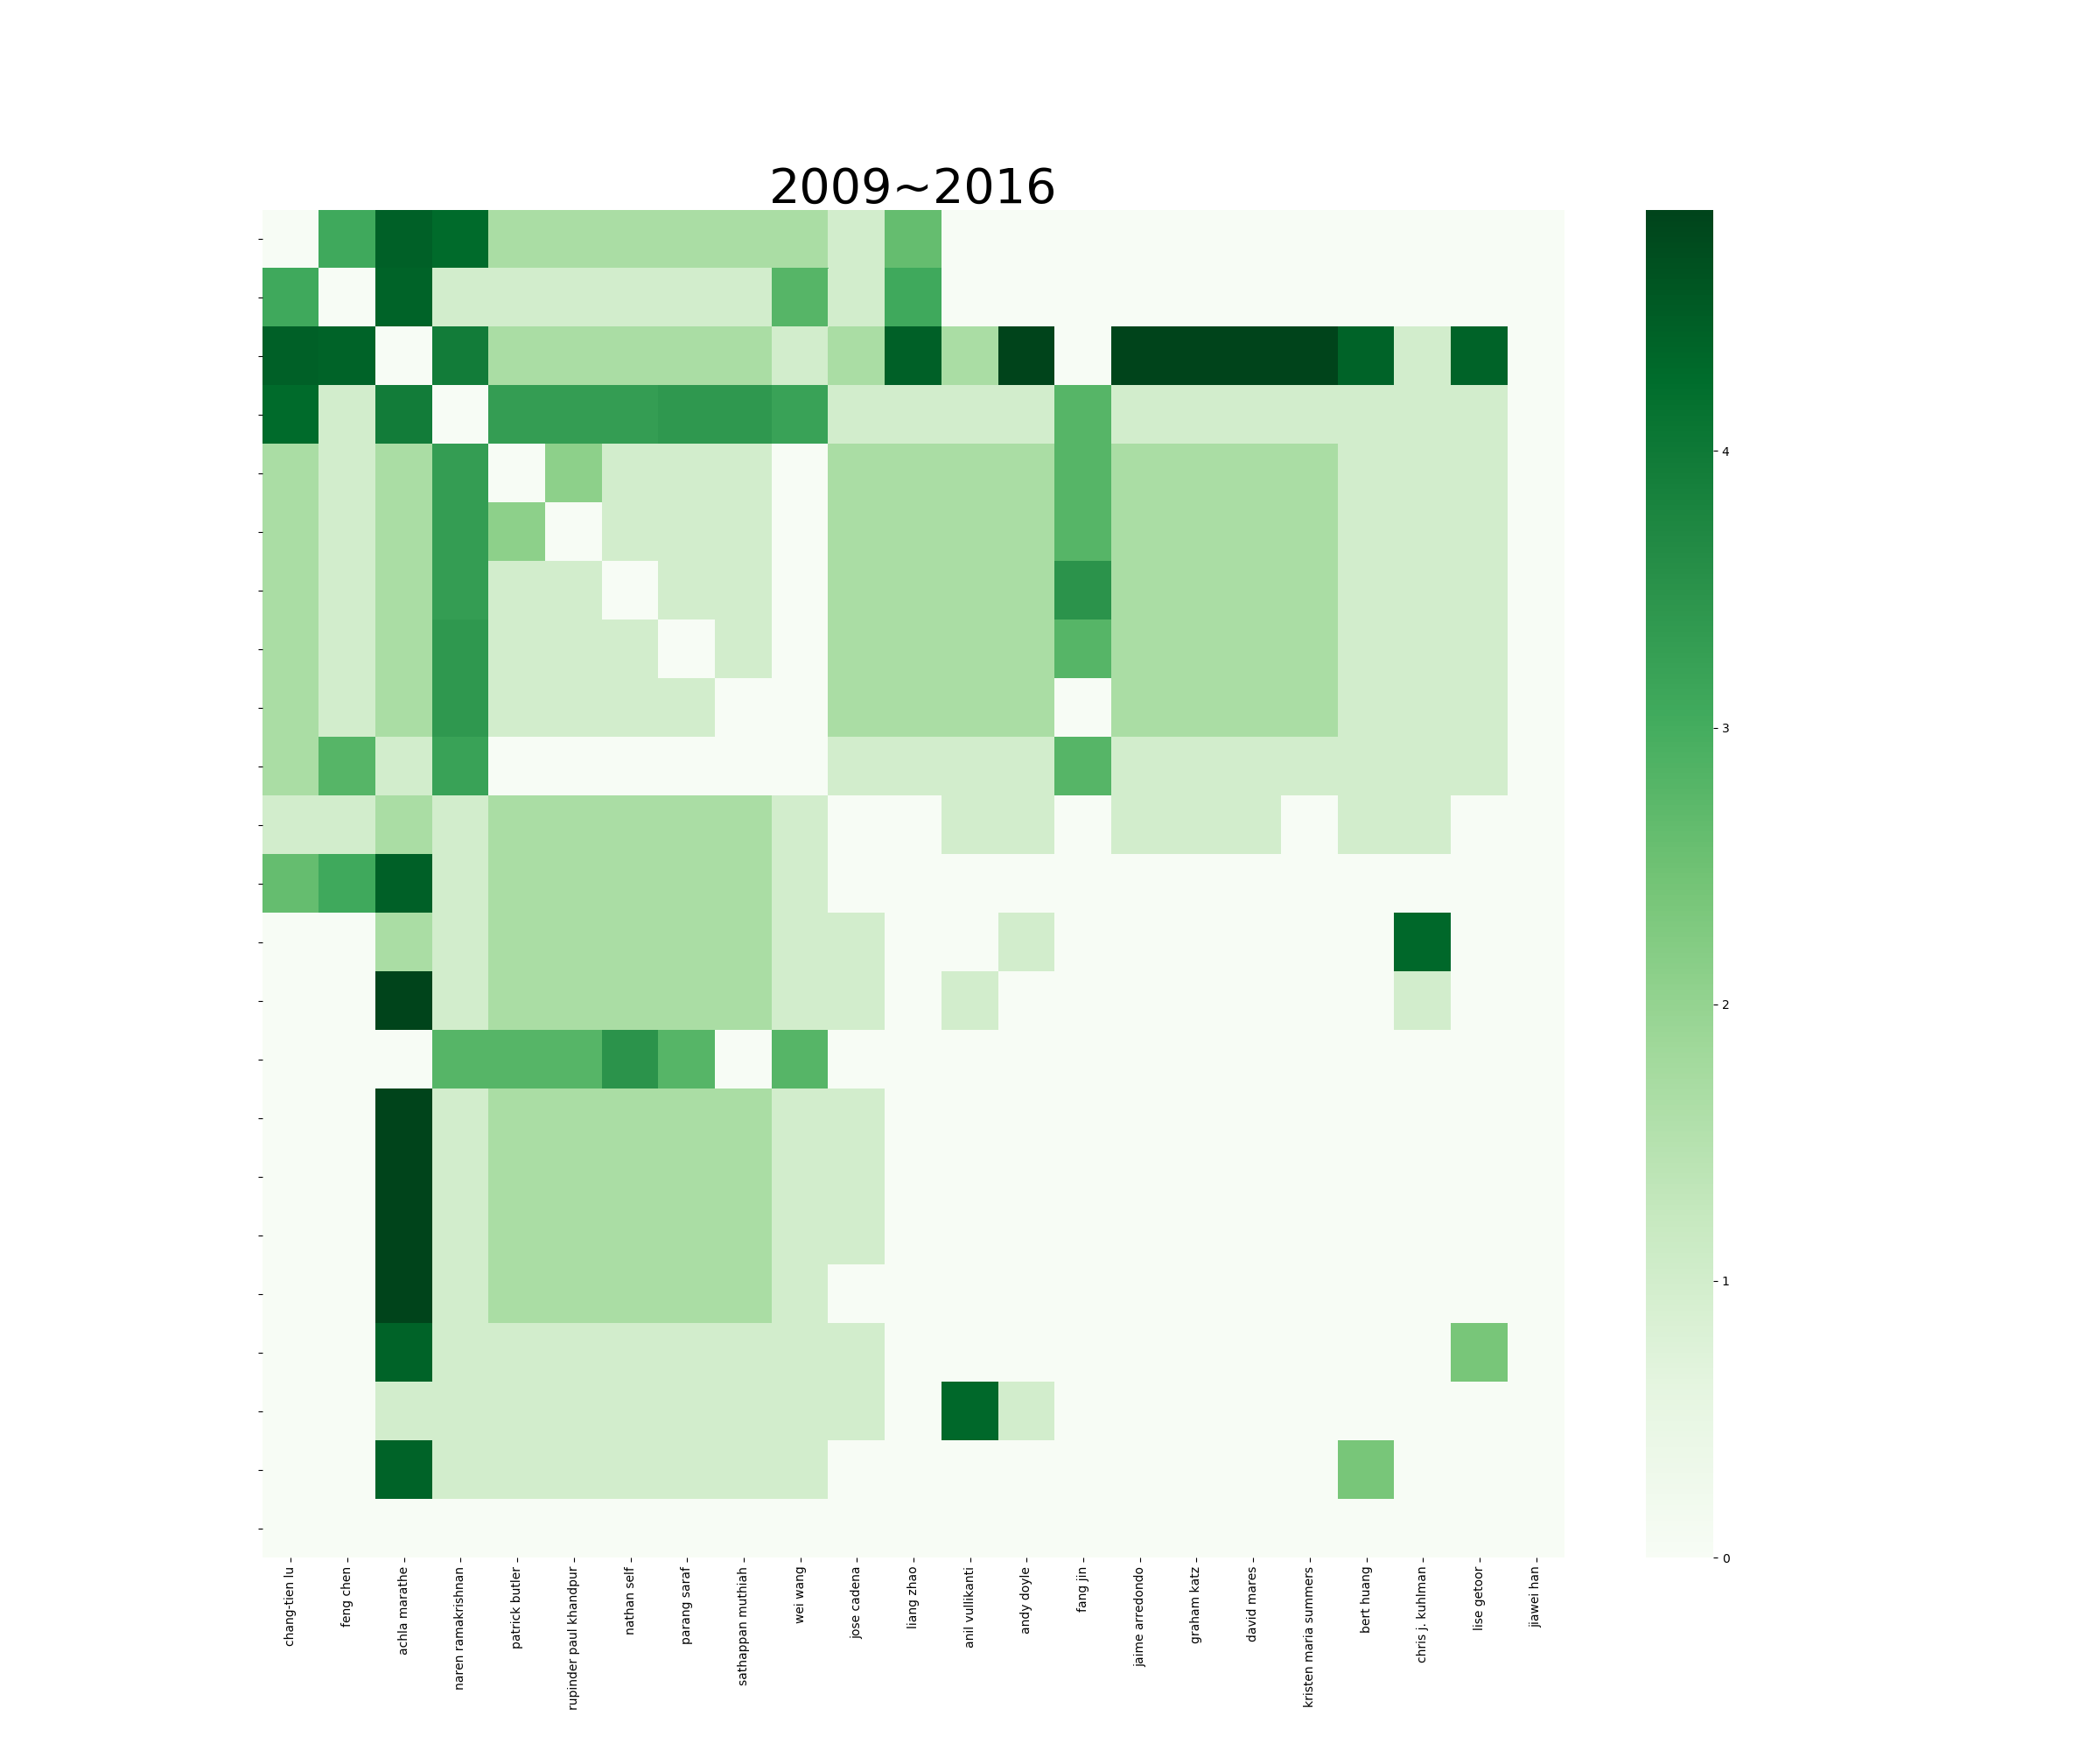 2009~2016
4
3
2
1
0
chang-tien lu
feng chen
achla marathe
naren ramakrishnan
patrick butler
rupinder paul khandpur
nathan self
parang saraf
sathappan muthiah
wei wang
jose cadena
liang zhao
anil vullikanti
andy doyle
fang jin
jaime arredondo
graham katz
david mares
kristen maria summers
bert huang
chris j. kuhlman
lise getoor
jiawei han